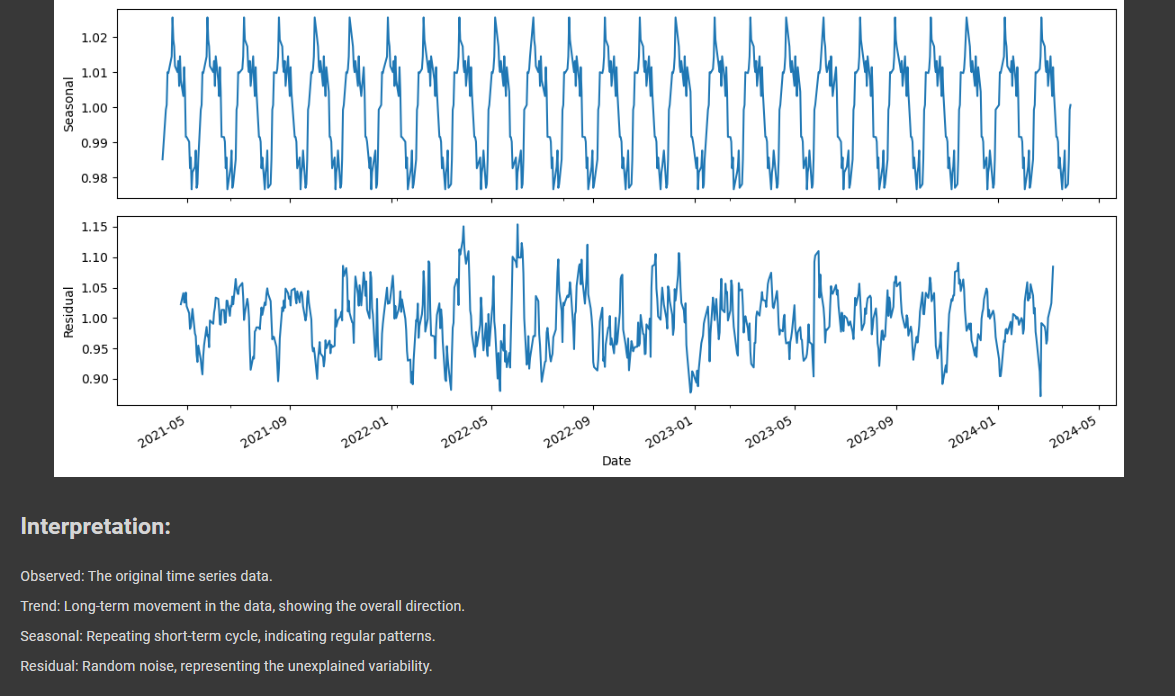 Seasonal
1.02
1.01
1.00
0.99
0.98
Residual
1.15
1.10
1.05
1.00
0.95
0.90
2021-05
2021-09
2022-01
2022-05
2022-09
2023-01
2023-05
2023-09
2024-01
2024-05
Date
Interpretation:
Observed: The original time series data.
Trend: Long-term movement in the data, showing the overall direction.
Seasonal: Repeating short-term cycle, indicating regular patterns.
Residual: Random noise, representing the unexplained variability.